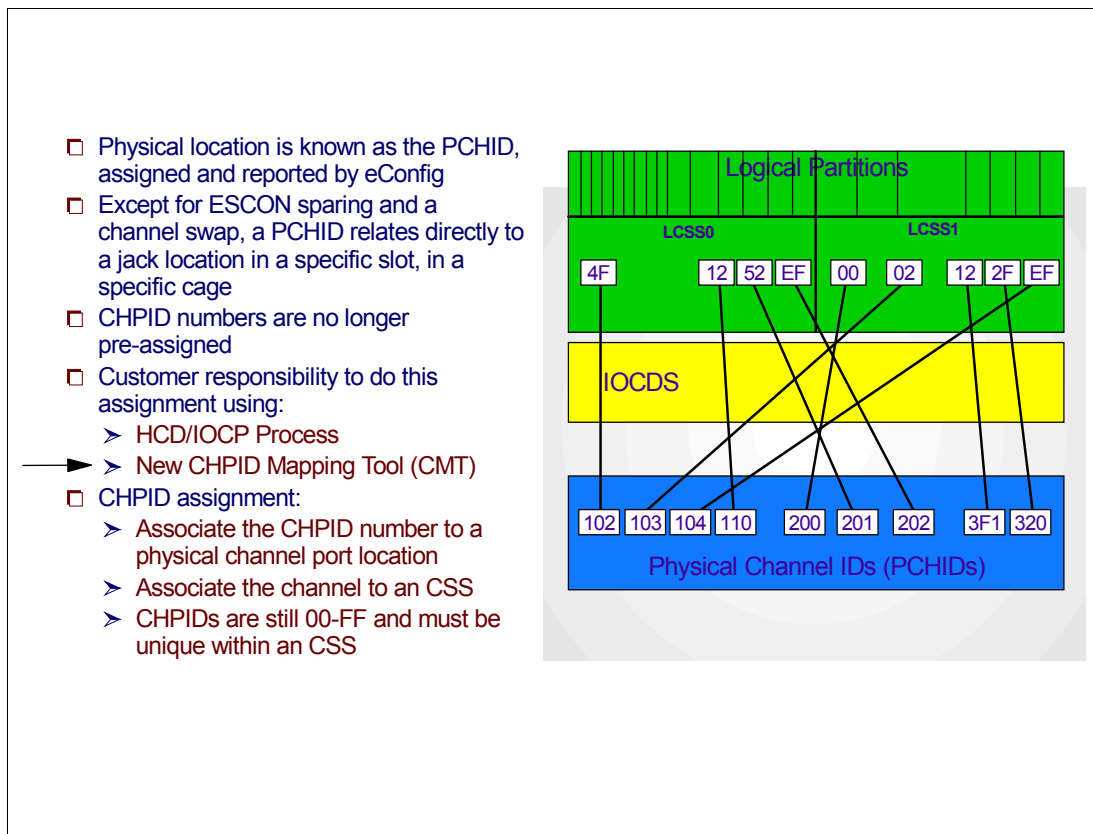 Physical location is known as the PCHID,
assigned and reported by eConfig
Except for ESCON sparing and a
channel swap, a PCHID relates directly to
a jack location in a specific slot, in a
specific cage
CHPID numbers are no longer
pre-assigned
Customer responsibility to do this
assignment using:
HCD/IOCP Process
New CHPID Mapping Tool (CMT)
CHPID assignment:
Associate the CHPID number to a
physical channel port location
Associate the channel to an CSS
CHPIDs are still 00-FF and must be
unique within an CSS
Logical Partitions
LCSS0 LCSS1
4F 12 52 EF 00 02 12 2F EF
IOCDS
102 103 104 110 200 201 202 3F1 320
Physical Channel IDs (PCHIDs)